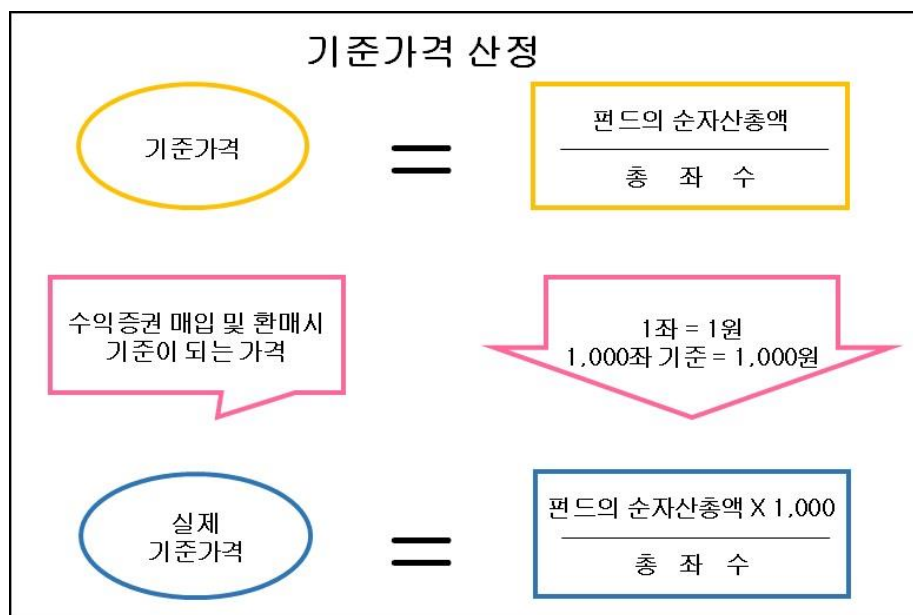 기준가격 산정
기준가격
=
펀드의 순자산총액
총 좌 수
수익증권 매입 및 환매시
기준이 되는 가격
1좌 = 1원
1,000좌 기준 = 1,000원
실제
기준가격
=
펀드의 순자산총액 X 1,000
총 좌 수